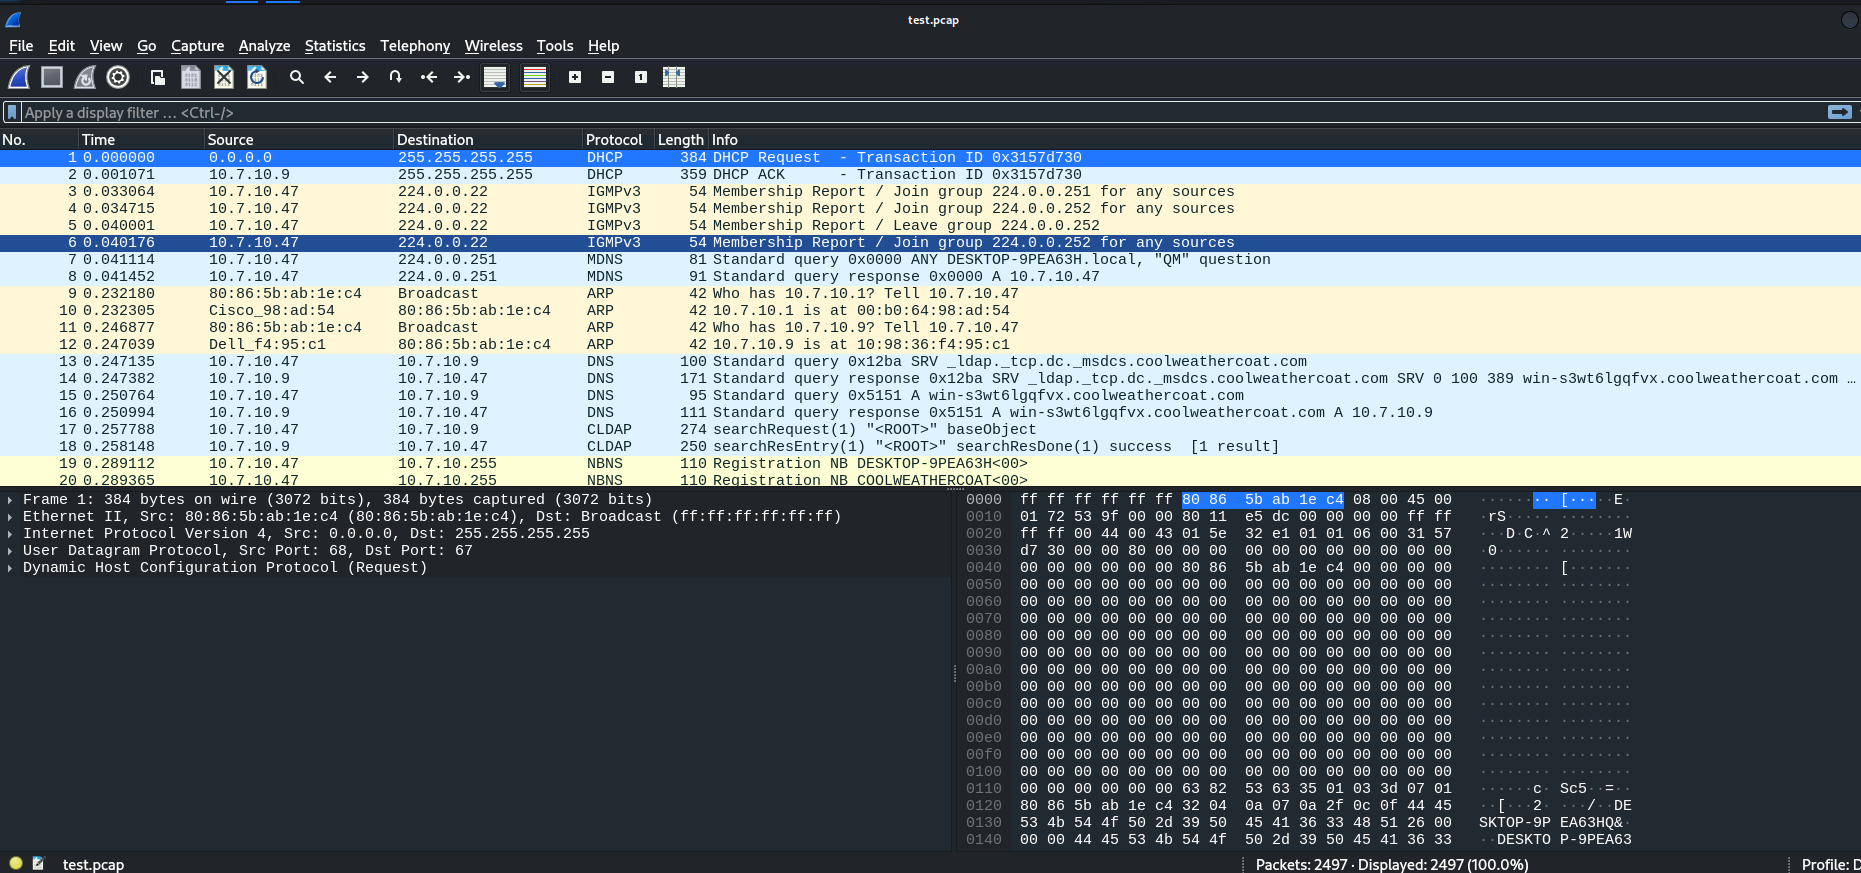 test.pcap
File Edit View Go Capture Analyze Statistics Telephony Wireless Tools Help
Apply a display filter … <Ctrl-/>
No. Time Source Destination Protocol Length Info
1 0.000000 0.0.0.0 255.255.255.255 DHCP 384 DHCP Request - Transaction ID 0x3157d730
2 0.001071 10.7.10.9 255.255.255.255 DHCP 359 DHCP ACK - Transaction ID 0x3157d730
3 0.033064 10.7.10.47 224.0.0.22 IGMPv3 54 Membership Report / Join group 224.0.0.251 for any sources
4 0.034715 10.7.10.47 224.0.0.22 IGMPv3 54 Membership Report / Join group 224.0.0.252 for any sources
5 0.040001 10.7.10.47 224.0.0.22 IGMPv3 54 Membership Report / Leave group 224.0.0.252
6 0.040176 10.7.10.47 224.0.0.22 IGMPv3 54 Membership Report / Join group 224.0.0.252 for any sources
7 0.041114 10.7.10.47 224.0.0.251 MDNS 81 Standard query 0x0000 ANY DESKTOP-9PEA63H.local, "QM" question
8 0.041452 10.7.10.47 224.0.0.251 MDNS 91 Standard query response 0x0000 A 10.7.10.47
9 0.232180 80:86:5b:ab:1e:c4 Broadcast ARP 42 Who has 10.7.10.1? Tell 10.7.10.47
10 0.232305 Cisco_98:ad:54 80:86:5b:ab:1e:c4 ARP 42 10.7.10.1 is at 00:b0:64:98:ad:54
11 0.246877 80:86:5b:ab:1e:c4 Broadcast ARP 42 Who has 10.7.10.9? Tell 10.7.10.47
12 0.247039 Dell_f4:95:c1 80:86:5b:ab:1e:c4 ARP 42 10.7.10.9 is at 10:98:36:f4:95:c1
13 0.247135 10.7.10.47 10.7.10.9 DNS 100 Standard query 0x12ba SRV _ldap._tcp.dc._msdcs.coolweathercoat.com
14 0.247382 10.7.10.9 10.7.10.47 DNS 171 Standard query response 0x12ba SRV _ldap._tcp.dc._msdcs.coolweathercoat.com SRV 0 100 389 win-s3wt6lgqfvx.coolweathercoat.com …
15 0.250764 10.7.10.47 10.7.10.9 DNS 95 Standard query 0x5151 A win-s3wt6lgqfvx.coolweathercoat.com
16 0.250994 10.7.10.9 10.7.10.47 DNS 111 Standard query response 0x5151 A win-s3wt6lgqfvx.coolweathercoat.com A 10.7.10.9
17 0.257788 10.7.10.47 10.7.10.9 CLDAP 274 searchRequest(1) "<ROOT>" baseObject
18 0.258148 10.7.10.9 10.7.10.47 CLDAP 250 searchResEntry(1) "<ROOT>" searchResDone(1) success [1 result]
19 0.289112 10.7.10.47 10.7.10.255 NBNS 110 Registration NB DESKTOP-9PEA63H<00>
20 0.289365 10.7.10.47 10.7.10.255 NBNS 110 Registration NB COOLWEATHERCOAT<00>
Frame 1: 384 bytes on wire (3072 bits), 384 bytes captured (3072 bits)
Ethernet II, Src: 80:86:5b:ab:1e:c4 (80:86:5b:ab:1e:c4), Dst: Broadcast (ff:ff:ff:ff:ff:ff)
Internet Protocol Version 4, Src: 0.0.0.0, Dst: 255.255.255.255
User Datagram Protocol, Src Port: 68, Dst Port: 67
Dynamic Host Configuration Protocol (Request)
0000 ff ff ff ff ff ff 80 86 5b ab 1e c4 08 00 45 00 ········[·····E·
0010 01 72 53 9f 00 00 80 11 e5 dc 00 00 00 00 ff ff ·rS·············
0020 ff ff 00 44 00 43 01 5e 32 e1 01 01 06 00 31 57 ···D·C·^2·····1W
0030 d7 30 00 00 80 00 00 00 00 00 00 00 00 00 00 00 ·0··············
0040 00 00 00 00 00 00 80 86 5b ab 1e c4 00 00 00 00 ········[·······
0050 00 00 00 00 00 00 00 00 00 00 00 00 00 00 00 00 ················
0060 00 00 00 00 00 00 00 00 00 00 00 00 00 00 00 00 ················
0070 00 00 00 00 00 00 00 00 00 00 00 00 00 00 00 00 ················
0080 00 00 00 00 00 00 00 00 00 00 00 00 00 00 00 00 ················
0090 00 00 00 00 00 00 00 00 00 00 00 00 00 00 00 00 ················
00a0 00 00 00 00 00 00 00 00 00 00 00 00 00 00 00 00 ················
00b0 00 00 00 00 00 00 00 00 00 00 00 00 00 00 00 00 ················
00c0 00 00 00 00 00 00 00 00 00 00 00 00 00 00 00 00 ················
00d0 00 00 00 00 00 00 00 00 00 00 00 00 00 00 00 00 ················
00e0 00 00 00 00 00 00 00 00 00 00 00 00 00 00 00 00 ················
00f0 00 00 00 00 00 00 00 00 00 00 00 00 00 00 00 00 ················
0100 00 00 00 00 00 00 00 00 00 00 00 00 00 00 00 00 ················
0110 00 00 00 00 00 00 63 82 53 63 35 01 03 3d 07 01 ······c·Sc5··=··
0120 80 86 5b ab 1e c4 32 04 0a 07 0a 2f 0c 0f 44 45 ··[···2····/··DE
0130 53 4b 54 4f 50 2d 39 50 45 41 36 33 48 51 26 00 SKTOP-9PEA63HQ&·
0140 00 00 44 45 53 4b 54 4f 50 2d 39 50 45 41 36 33 ··DESKTOP-9PEA63
test.pcap
Packets: 2497 · Displayed: 2497 (100.0%)
Profile: D